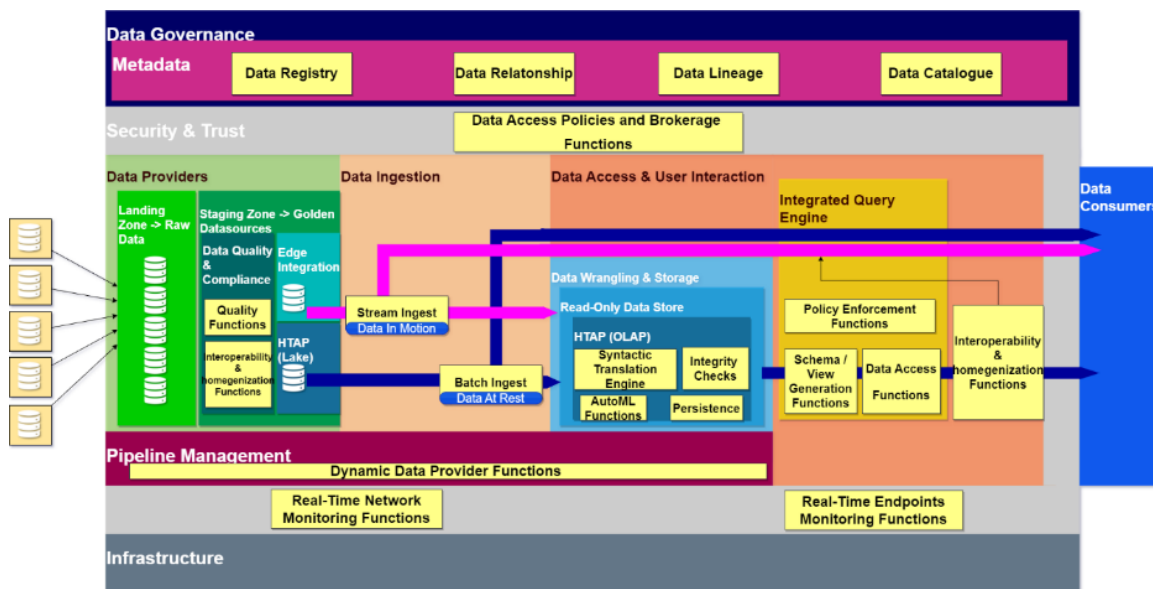 Data Governance
Metadata
Data Registry
Data Relatonship
Data Lineage
Data Catalogue
Security & Trust
Data Access Policies and Brokerage
Functions
Data Providers
Data Ingestion
Data Access & User Interaction
Data
Consumers
Landing
Zone -> Raw
Data
Staging Zone -> Golden
Datasources
Data Quality
&
Compliance
Edge
Integration
Quality
Functions
Interoperability
&
homegenization
Functions
HTAP
(Lake)
Stream Ingest
Data In Motion
Batch Ingest
Data At Rest
Data Wrangling & Storage
Read-Only Data Store
HTAP (OLAP)
Syntactic
Translation
Engine
Integrity
Checks
AutoML
Functions
Persistence
Integrated Query
Engine
Policy Enforcement
Functions
Schema /
View
Generation
Functions
Data Access
Functions
Interoperability
&
homegenization
Functions
Pipeline Management
Dynamic Data Provider Functions
Real-Time Network
Monitoring Functions
Real-Time Endpoints
Monitoring Functions
Infrastructure